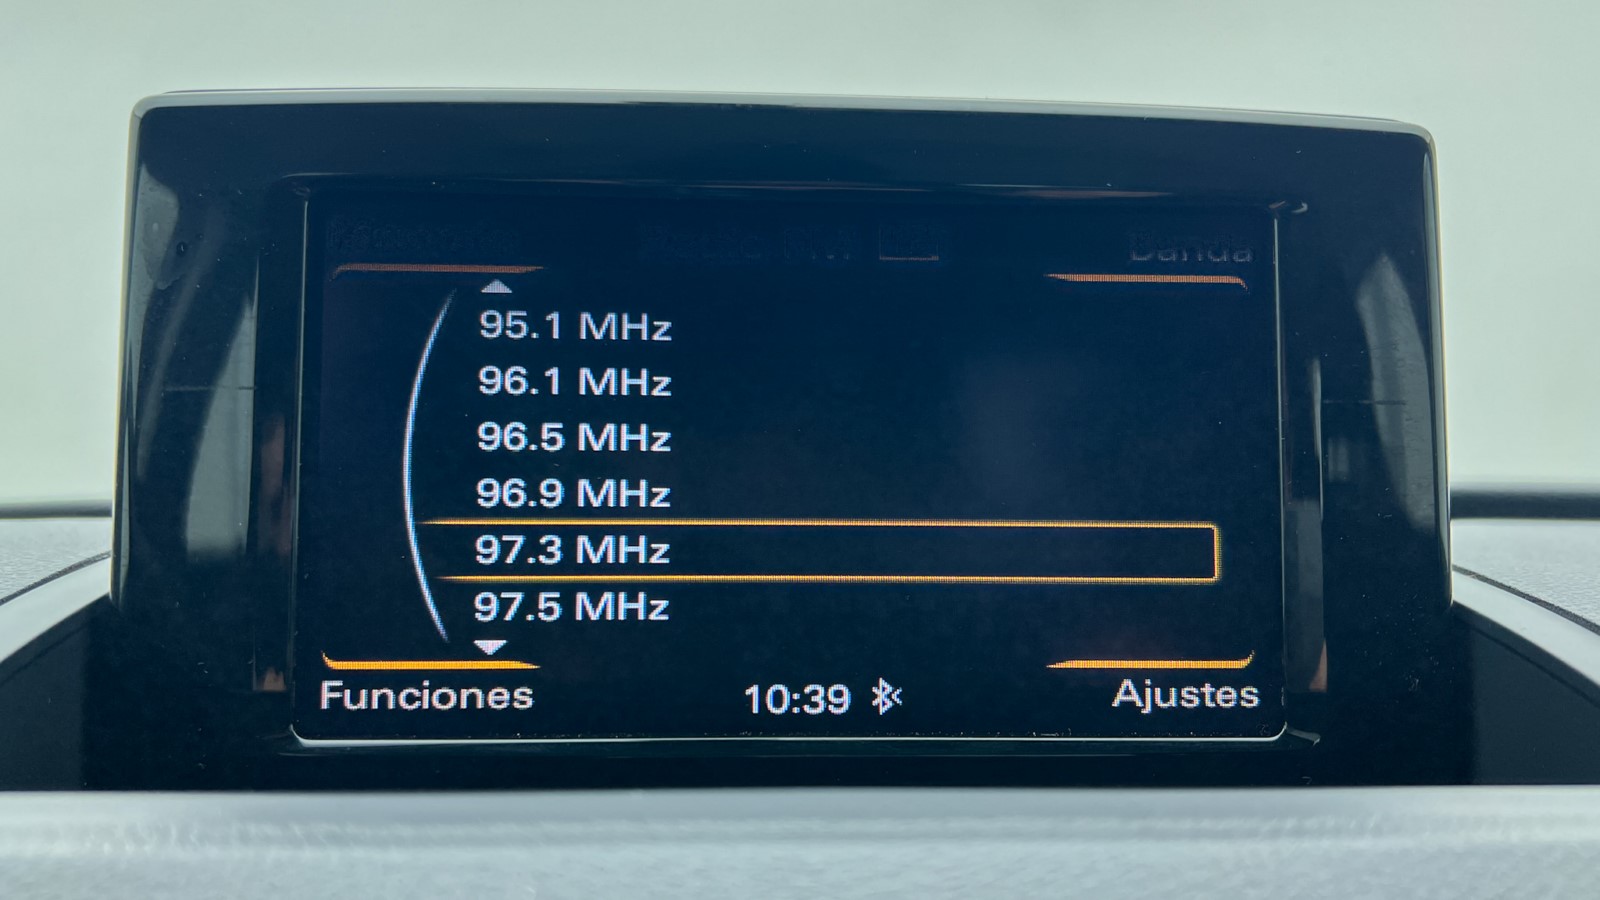 Banda
95.1 MHz
96.1 MHz
96.5 MHz
96.9 MHz
97.3 MHz
97.5 MHz
Funciones
10:39
Ajustes